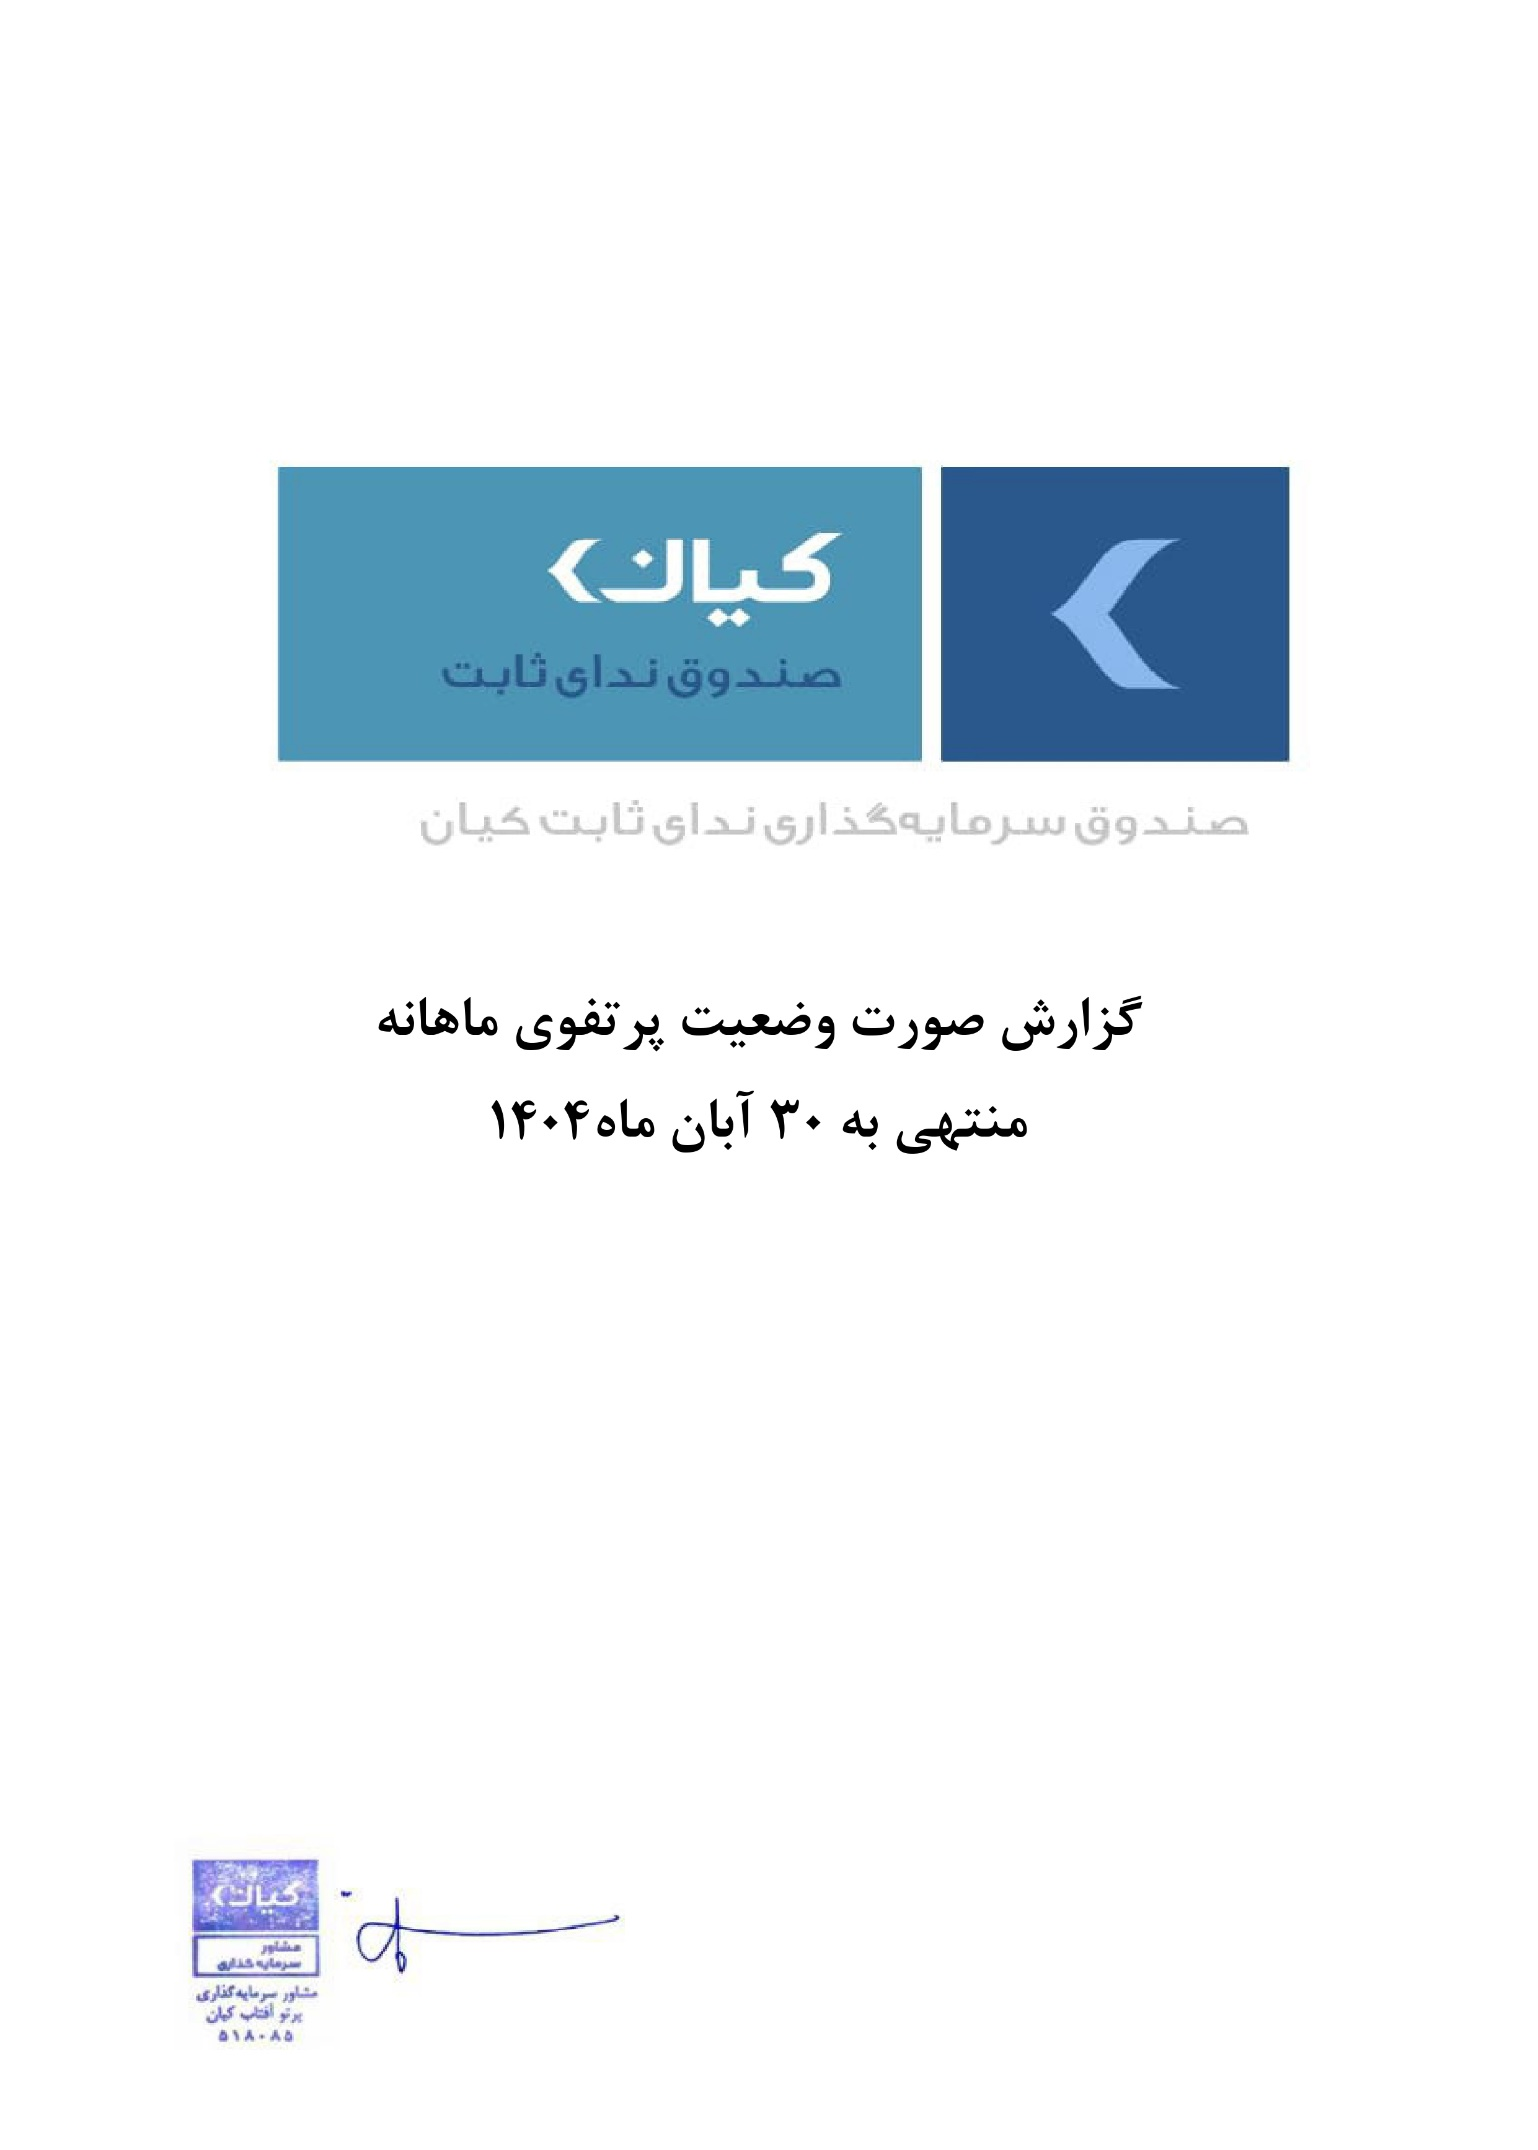 کیان
صندوق ندای ثابت
صندوق سرمایه‌گذاری ندای ثابت کیان
گزارش صورت وضعیت پرتفوی ماهانه
منتهی به ۳۰ آبان ماه۱۴۰۴
کیان
مشاور
سرمایه گذاری
مشاور سرمایه‌گذاری
پرتو آفتاب کیان
۵۱۸۰۸۵